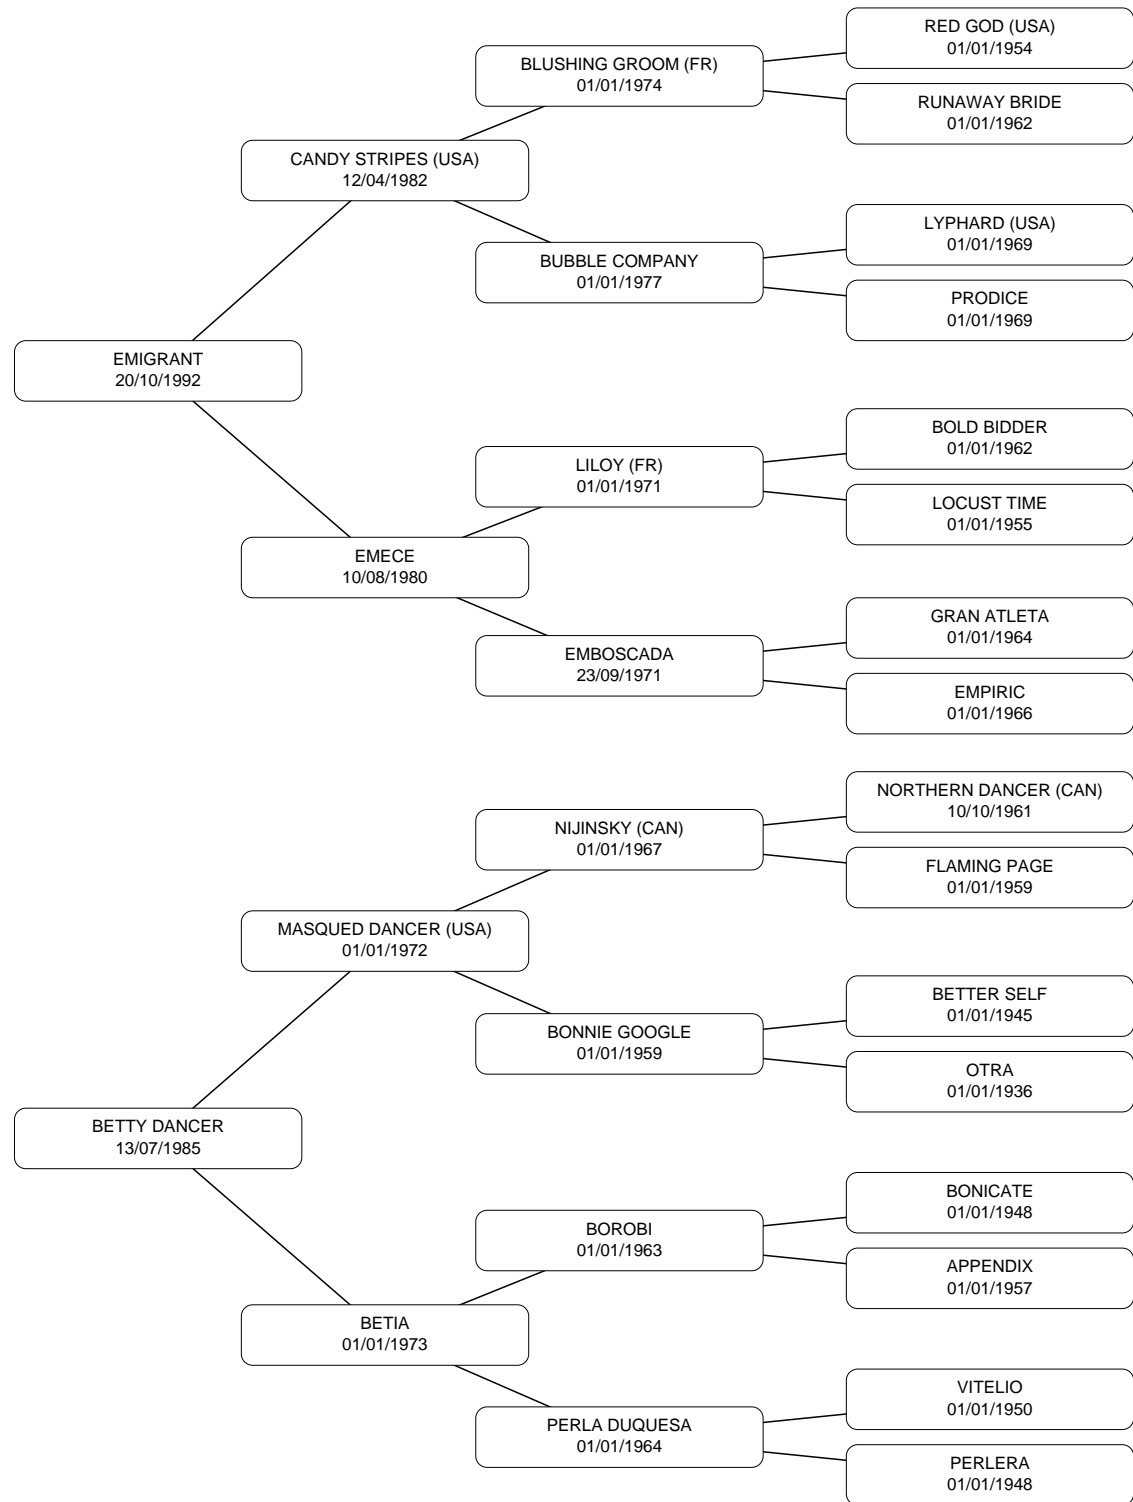 RED GOD (USA)
01/01/1954
BLUSHING GROOM (FR)
01/01/1974
RUNAWAY BRIDE
01/01/1962
CANDY STRIPES (USA)
12/04/1982
LYPHARD (USA)
01/01/1969
BUBBLE COMPANY
01/01/1977
PRODICE
01/01/1969
EMIGRANT
20/10/1992
BOLD BIDDER
01/01/1962
LILOY (FR)
01/01/1971
LOCUST TIME
01/01/1955
EMECE
10/08/1980
GRAN ATLETA
01/01/1964
EMBOSCADA
23/09/1971
EMPIRIC
01/01/1966
NORTHERN DANCER (CAN)
10/10/1961
NIJINSKY (CAN)
01/01/1967
FLAMING PAGE
01/01/1959
MASQUED DANCER (USA)
01/01/1972
BETTER SELF
01/01/1945
BONNIE GOOGLE
01/01/1959
OTRA
01/01/1936
BETTY DANCER
13/07/1985
BONICATE
01/01/1948
BOROBI
01/01/1963
APPENDIX
01/01/1957
BETIA
01/01/1973
VITELIO
01/01/1950
PERLA DUQUESA
01/01/1964
PERLERA
01/01/1948